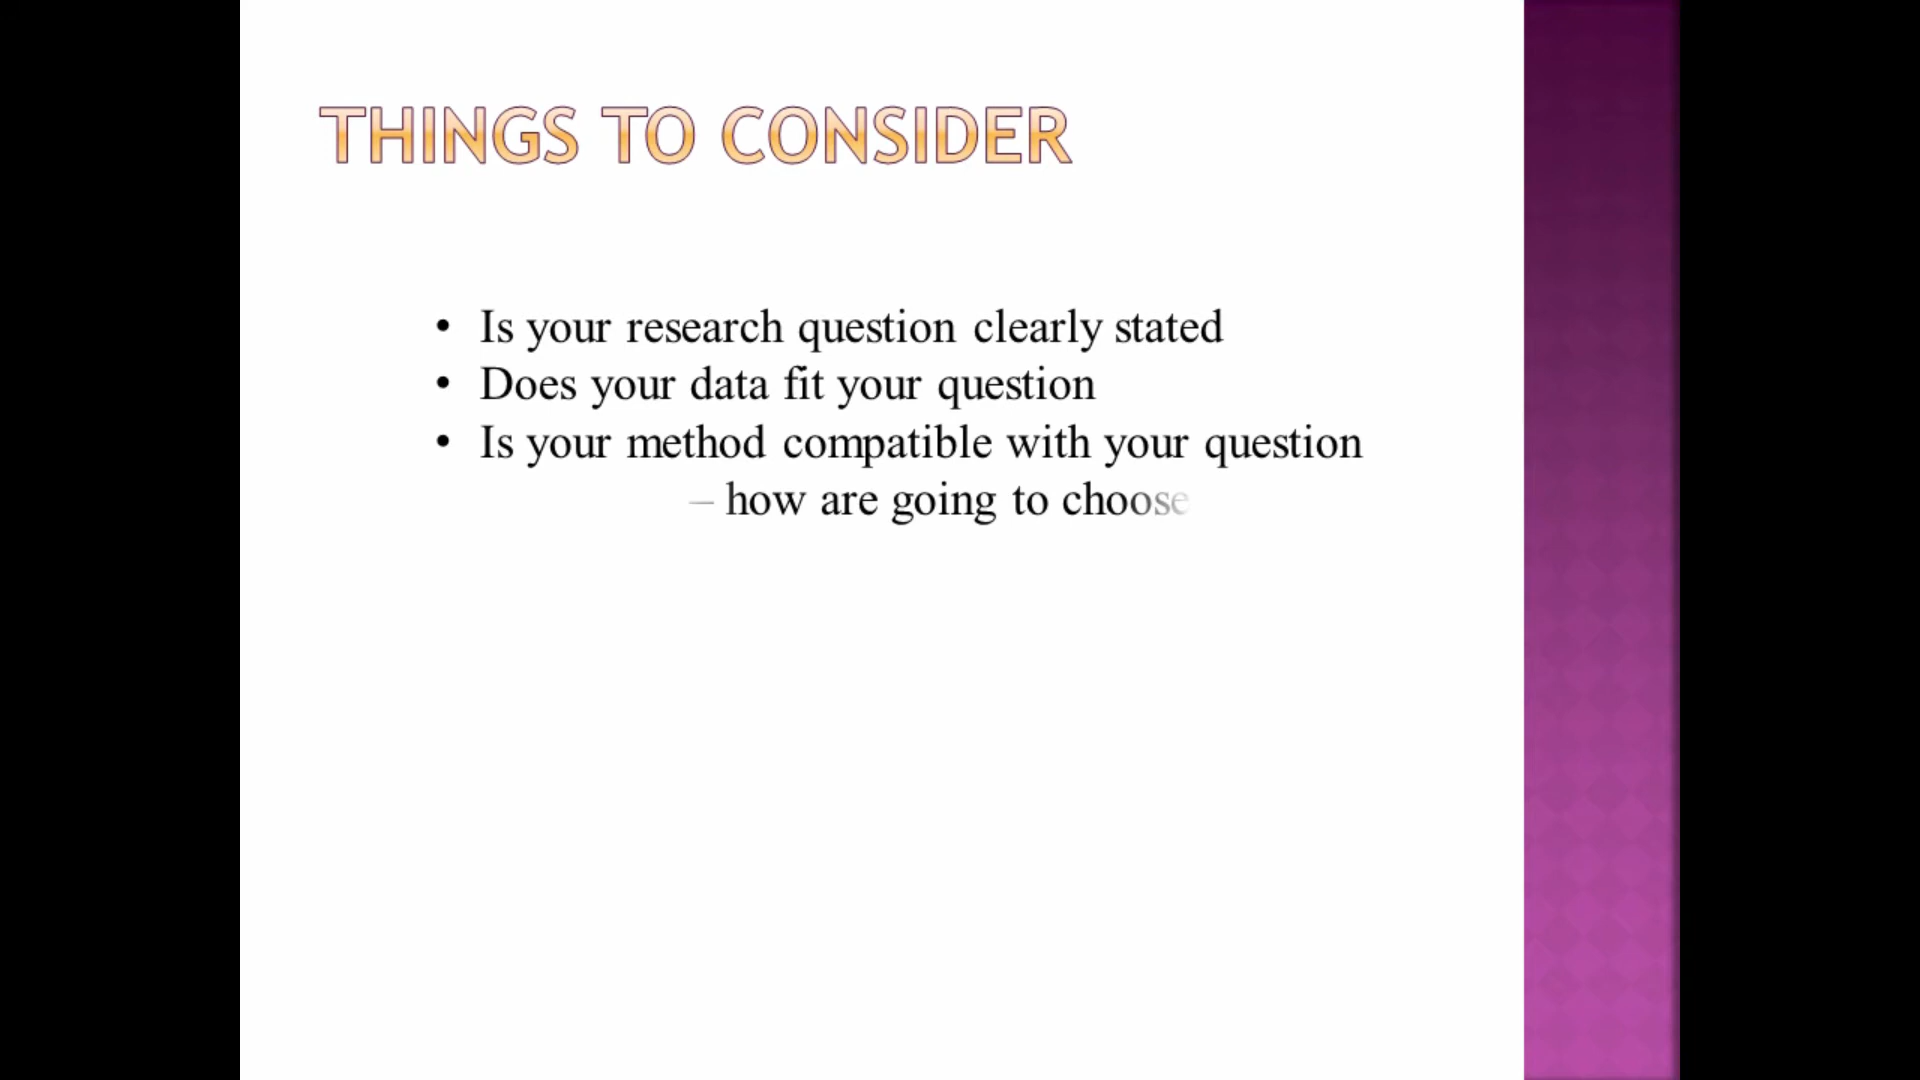 THINGS TO CONSIDER
• Is your research question clearly stated
• Does your data fit your question
• Is your method compatible with your question
– how are going to choose